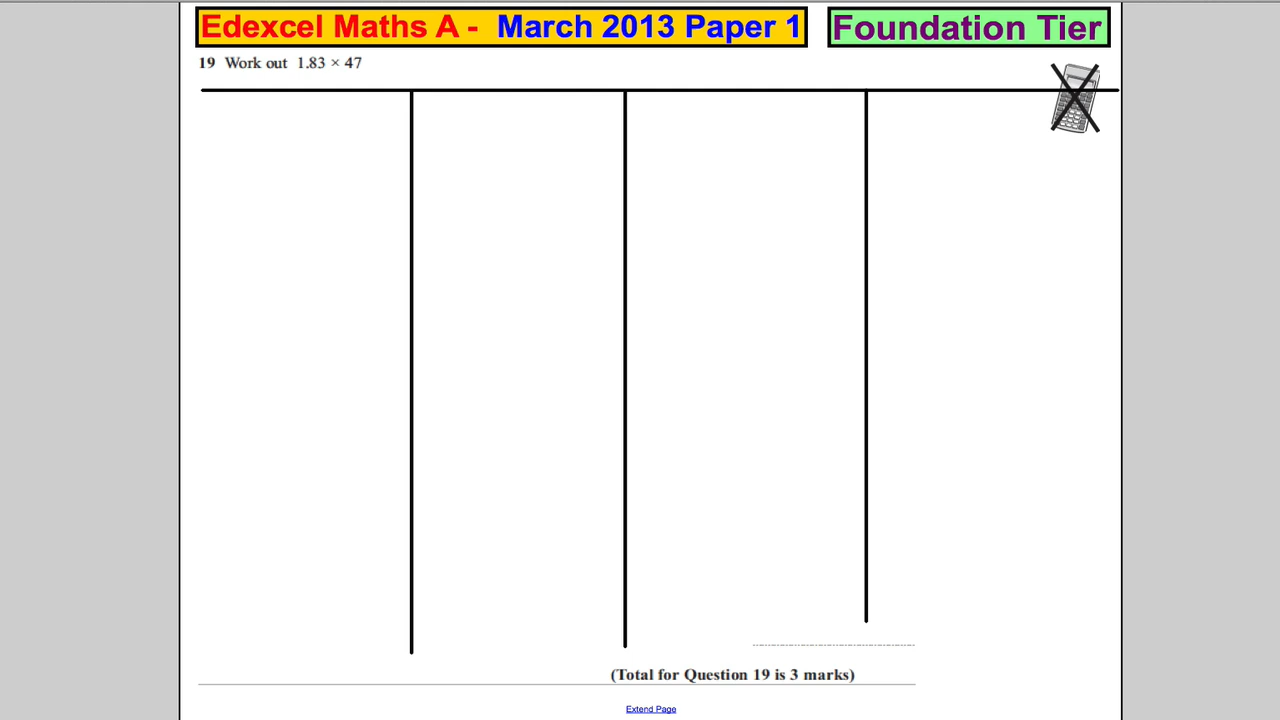 Edexcel Maths A - March 2013 Paper 1 Foundation Tier
19 Work out 1.83 × 47
(Total for Question 19 is 3 marks)
Extend Page